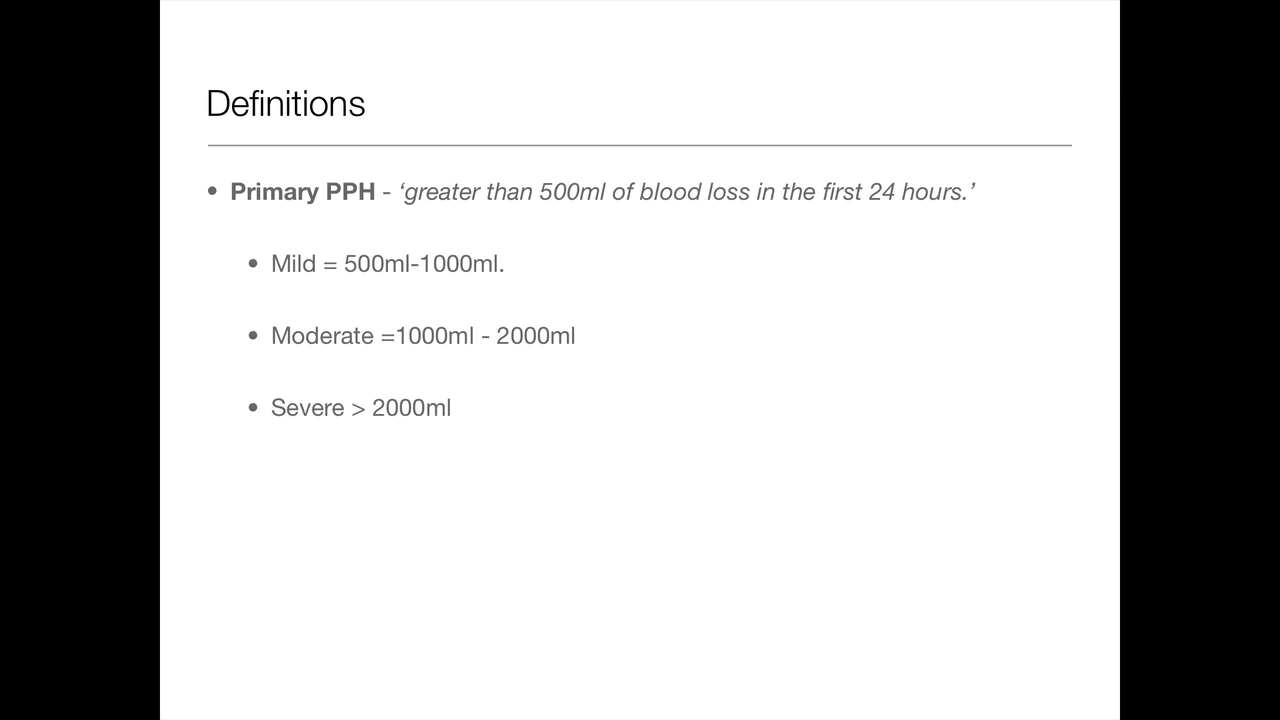 Definitions
• Primary PPH - ‘greater than 500ml of blood loss in the first 24 hours.’
• Mild = 500ml-1000ml.
• Moderate =1000ml - 2000ml
• Severe > 2000ml